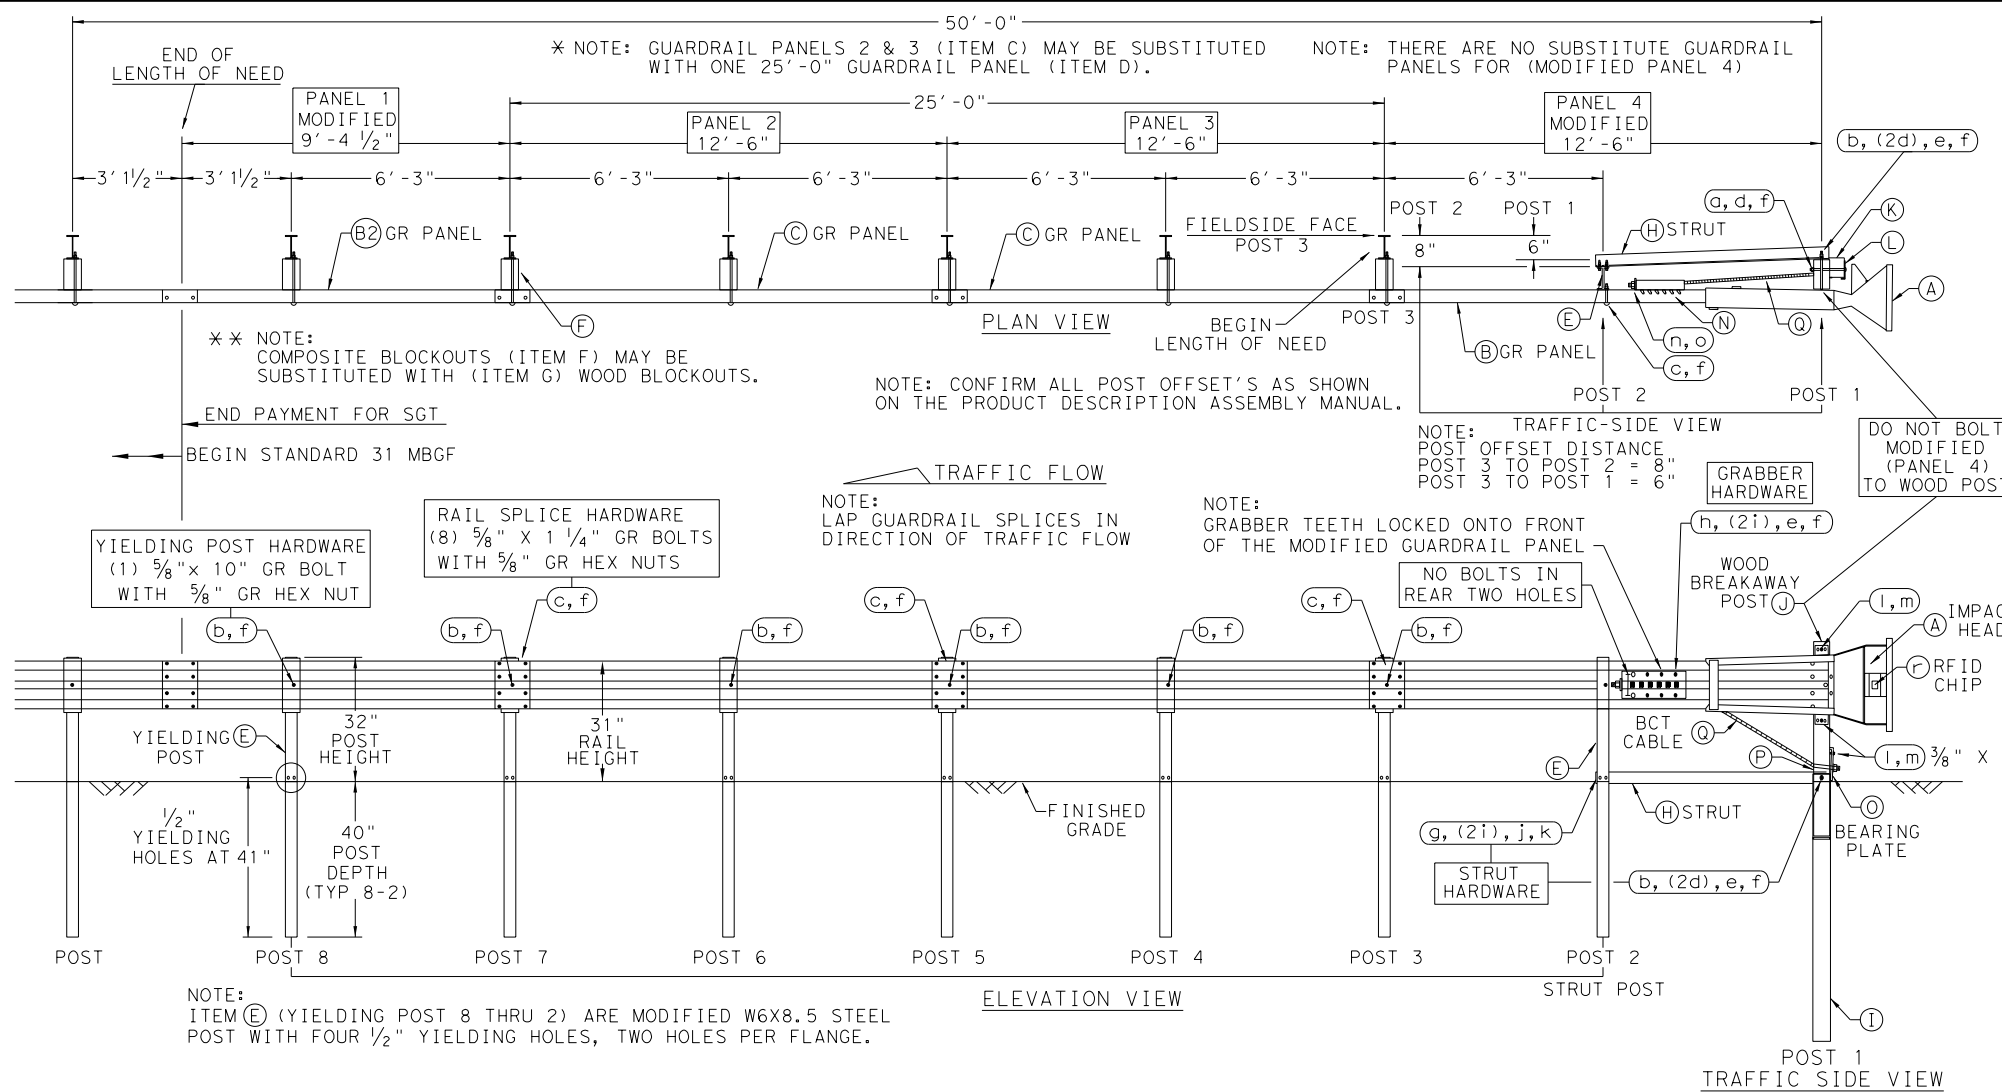 50'-0"
END OF
LENGTH OF NEED
* NOTE: GUARDRAIL PANELS 2 & 3 (ITEM C) MAY BE SUBSTITUTED
WITH ONE 25'-0" GUARDRAIL PANEL (ITEM D).
NOTE: THERE ARE NO SUBSTITUTE GUARDRAIL
PANELS FOR (MODIFIED PANEL 4)
PANEL 1
MODIFIED
9'-4 1/2"
25'-0"
PANEL 2
12'-6"
PANEL 3
12'-6"
PANEL 4
MODIFIED
12'-6"
b, (2d), e, f
3' 1/2"
3' 1/2"
6'-3"
6'-3"
6'-3"
6'-3"
6'-3"
6'-3"
POST 2
POST 1
a, d, f
K
B2 GR PANEL
C GR PANEL
C GR PANEL
FIELDSIDE FACE
POST 3
8"
6"
H STRUT
L
A
F
PLAN VIEW
BEGIN
LENGTH OF NEED
POST 3
E
N
Q
n, o
c, f
B GR PANEL
** NOTE:
COMPOSITE BLOCKOUTS (ITEM F) MAY BE
SUBSTITUTED WITH (ITEM G) WOOD BLOCKOUTS.
NOTE: CONFIRM ALL POST OFFSET'S AS SHOWN
ON THE PRODUCT DESCRIPTION ASSEMBLY MANUAL.
POST 2
POST 1
END PAYMENT FOR SGT
BEGIN STANDARD 31 MBGF
TRAFFIC-SIDE VIEW
NOTE:
POST OFFSET DISTANCE
POST 3 TO POST 2 = 8"
POST 3 TO POST 1 = 6"
DO NOT BOLT
MODIFIED
(PANEL 4)
TO WOOD POST
TRAFFIC FLOW
NOTE:
LAP GUARDRAIL SPLICES IN
DIRECTION OF TRAFFIC FLOW
NOTE:
GRABBER TEETH LOCKED ONTO FRONT
OF THE MODIFIED GUARDRAIL PANEL
GRABBER
HARDWARE
h, (2i), e, f
YIELDING POST HARDWARE
(1) 5/8"x 10" GR BOLT
WITH 5/8" GR HEX NUT
RAIL SPLICE HARDWARE
(8) 5/8" X 1 1/4" GR BOLTS
WITH 5/8" GR HEX NUTS
NO BOLTS IN
REAR TWO HOLES
WOOD
BREAKAWAY
POST J
l, m
A IMPAC
HEAD
r RFID
CHIP
b, f
c, f
b, f
b, f
c, f
b, f
b, f
c, f
b, f
YIELDING E
POST
32"
POST
HEIGHT
31"
RAIL
HEIGHT
BCT
CABLE Q
E
P
l, m 3/8" X
1/2"
YIELDING
HOLES AT 41"
40"
POST
DEPTH
(TYP 8-2)
FINISHED
GRADE
H STRUT
O
BEARING
PLATE
g, (2i), j, k
STRUT
HARDWARE
b, (2d), e, f
POST
POST 8
POST 7
POST 6
POST 5
POST 4
POST 3
POST 2
STRUT POST
ELEVATION VIEW
NOTE:
ITEM E (YIELDING POST 8 THRU 2) ARE MODIFIED W6X8.5 STEEL
POST WITH FOUR 1/2" YIELDING HOLES, TWO HOLES PER FLANGE.
I
POST 1
TRAFFIC SIDE VIEW